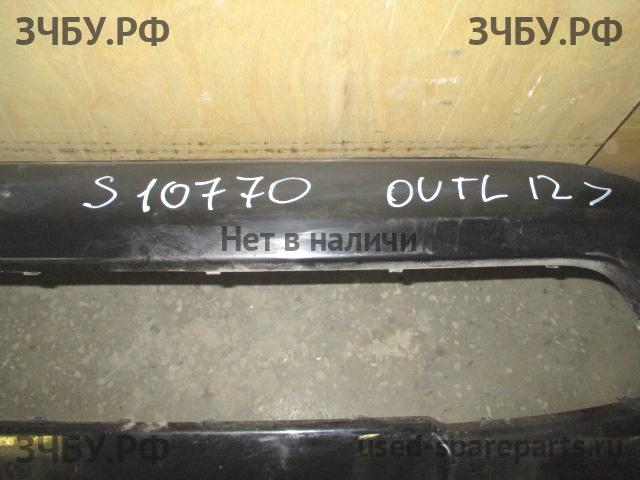 ЗЧБУ.РФ ЗЧБУ.РФ
S10770 OUTL 12>
Нет в наличи
ЗЧБУ.РФ used-spareparts.ru